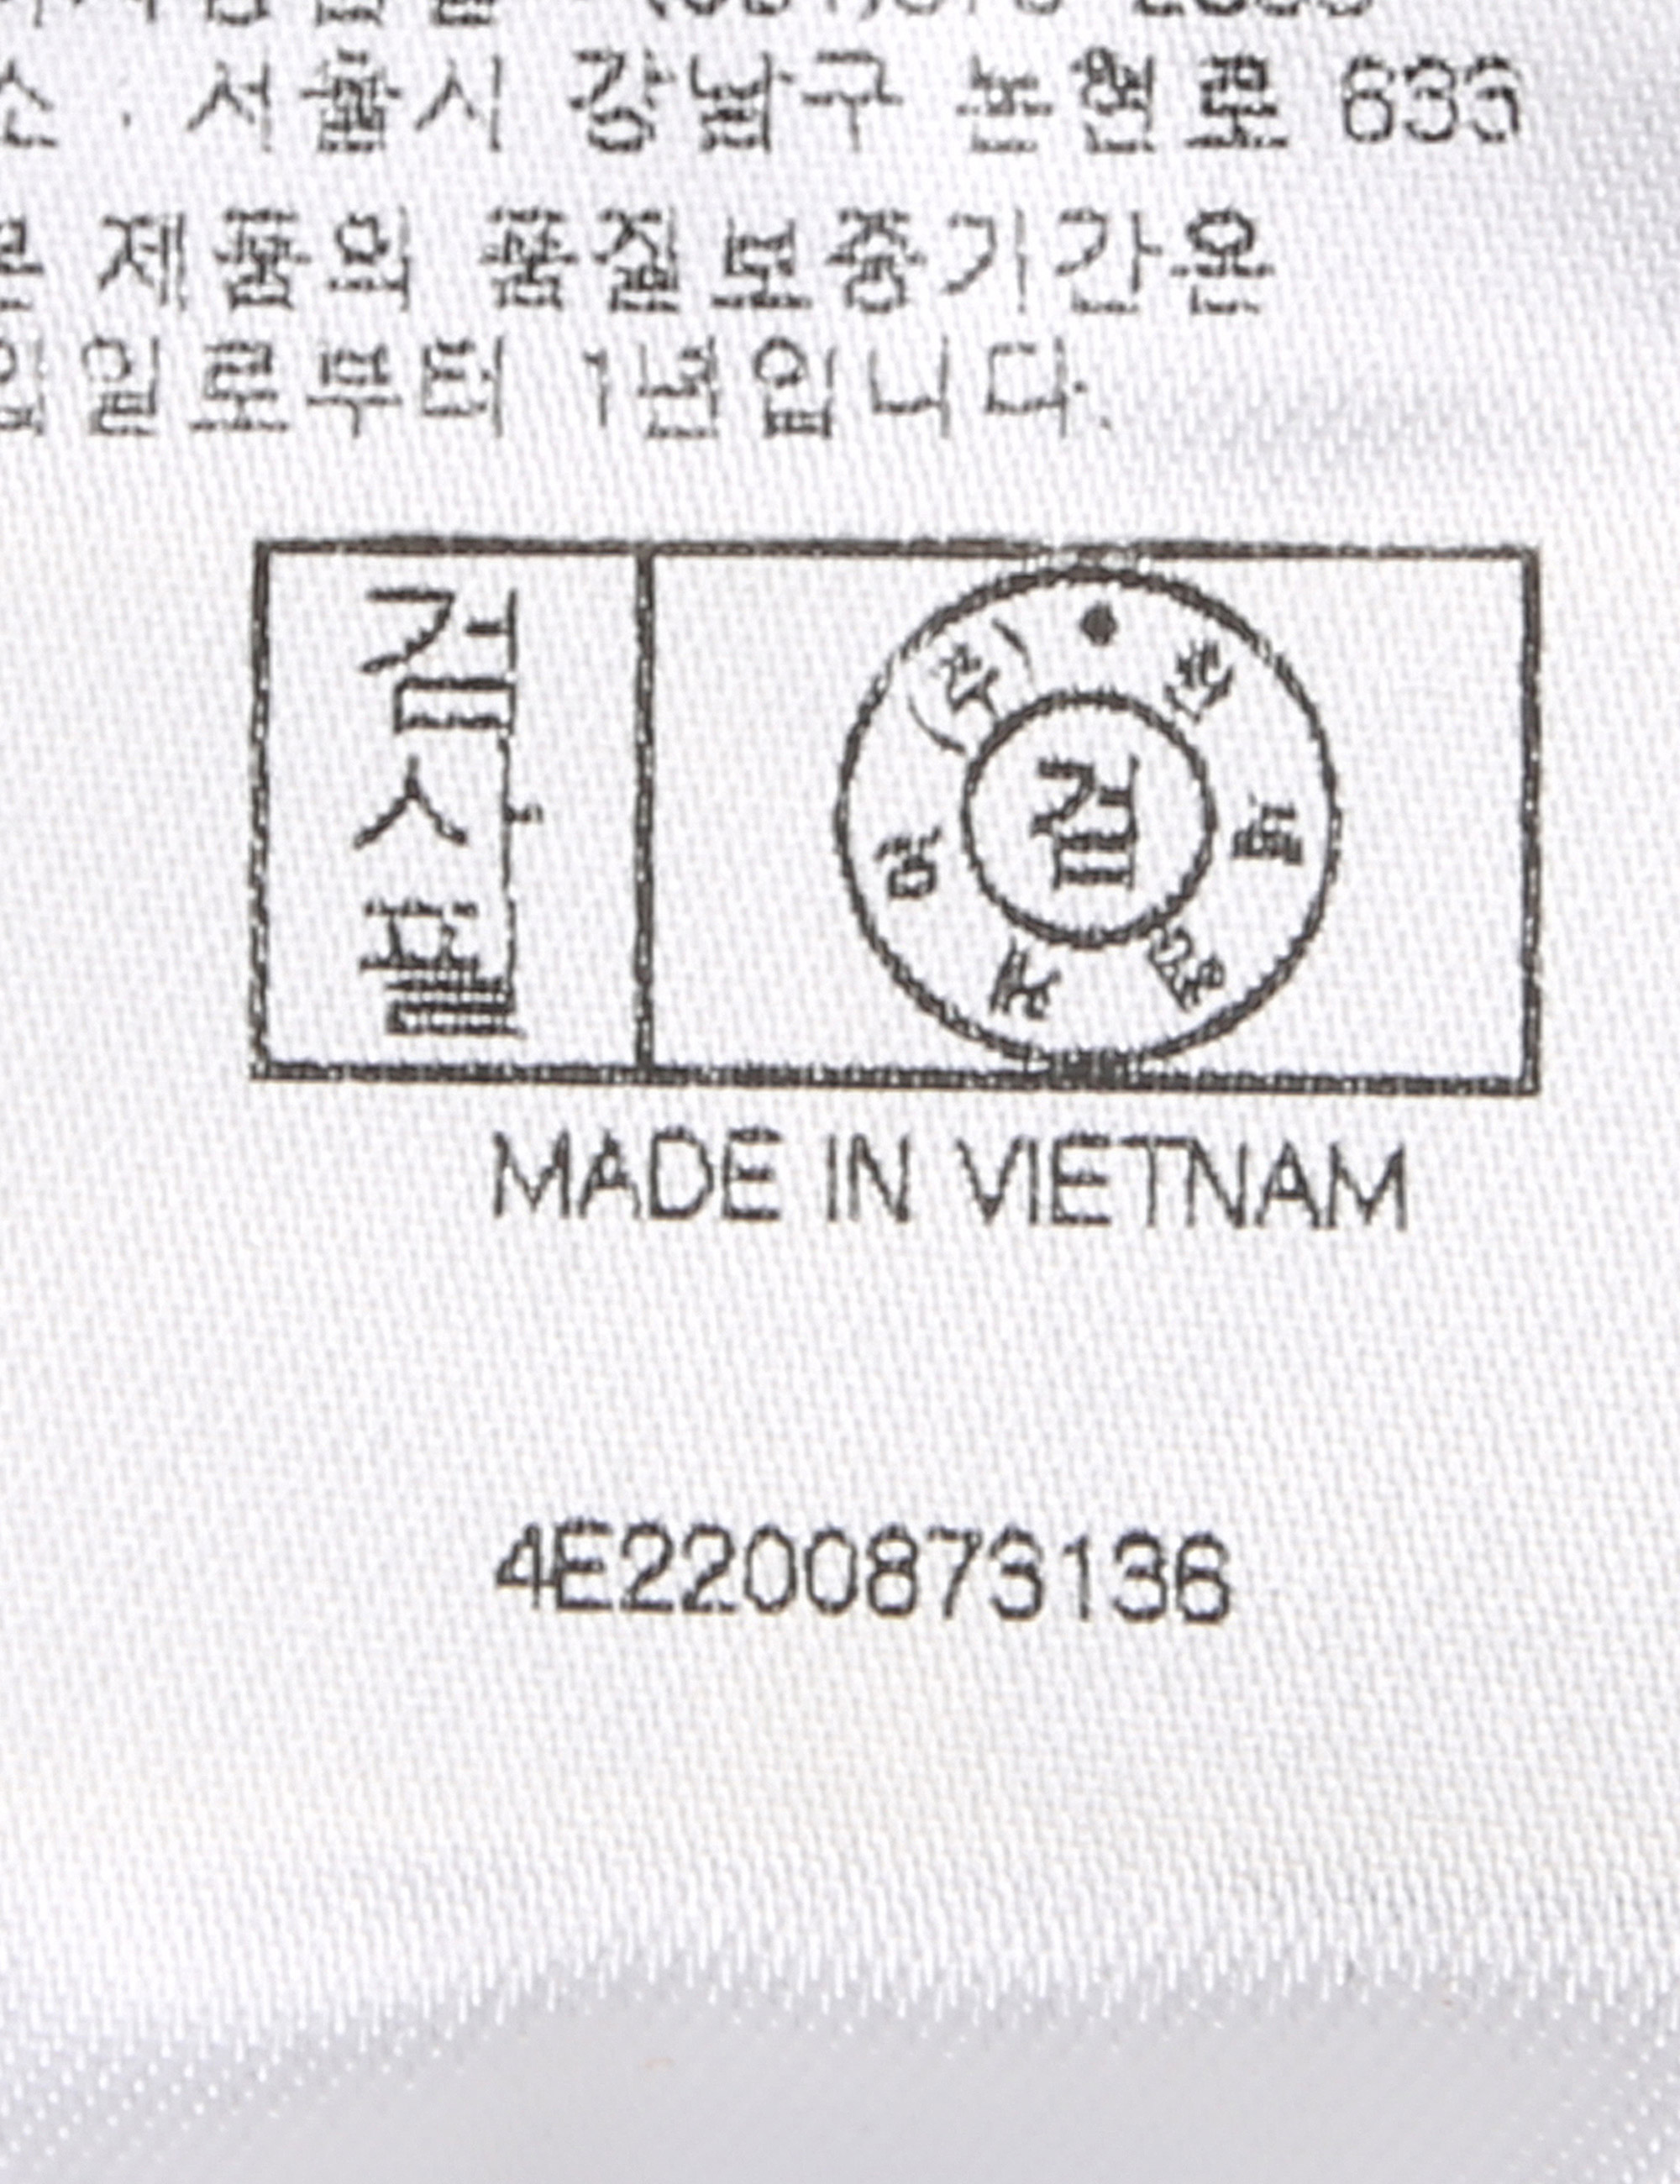 서울시 강남구 논현로 633
제품의 품질보증기간은
입일로부터 1년입니다.
검사필
검
(주)
MADE IN VIETNAM
4E2200873136